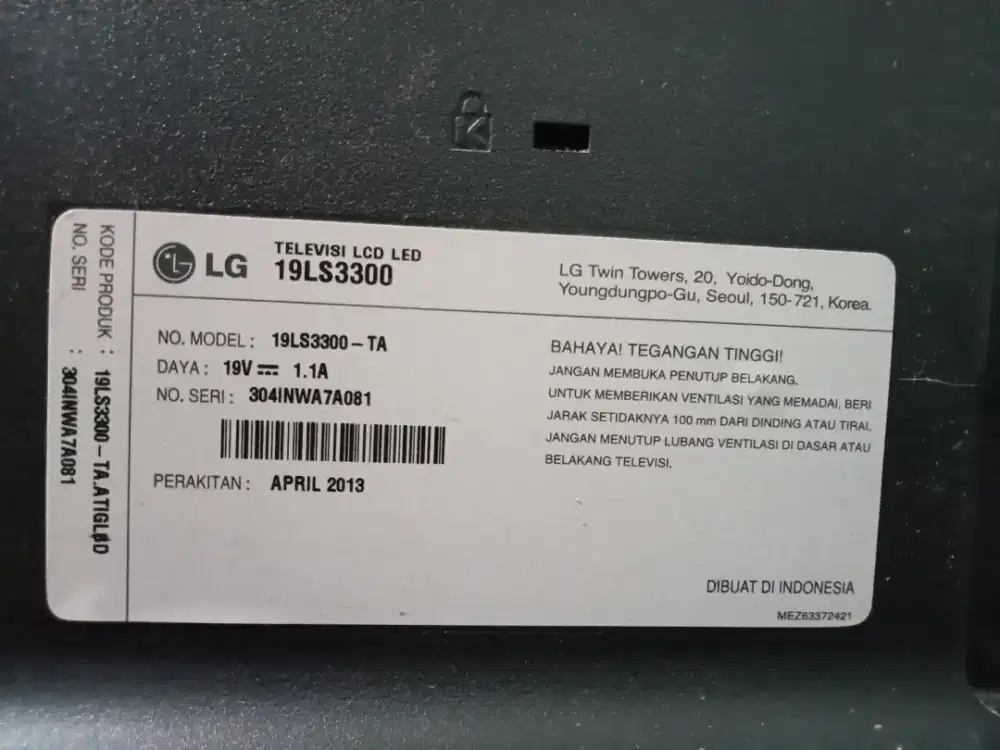 KODE PRODUK : 19LS3300-TA.ATIGLØD
NO. SERI : 304INWA7A081
LG
TELEVISI LCD LED
19LS3300
LG Twin Towers, 20, Yoido-Dong,
Youngdungpo-Gu, Seoul, 150-721, Korea.
NO. MODEL : 19LS3300-TA
DAYA : 19V ⎓ 1.1A
NO. SERI : 304INWA7A081
PERAKITAN : APRIL 2013
BAHAYA! TEGANGAN TINGGI!
JANGAN MEMBUKA PENUTUP BELAKANG.
UNTUK MEMBERIKAN VENTILASI YANG MEMADAI, BERI
JARAK SETIDAKNYA 100 mm DARI DINDING ATAU TIRAI.
JANGAN MENUTUP LUBANG VENTILASI DI DASAR ATAU
BELAKANG TELEVISI.
DIBUAT DI INDONESIA
MEZ63372421